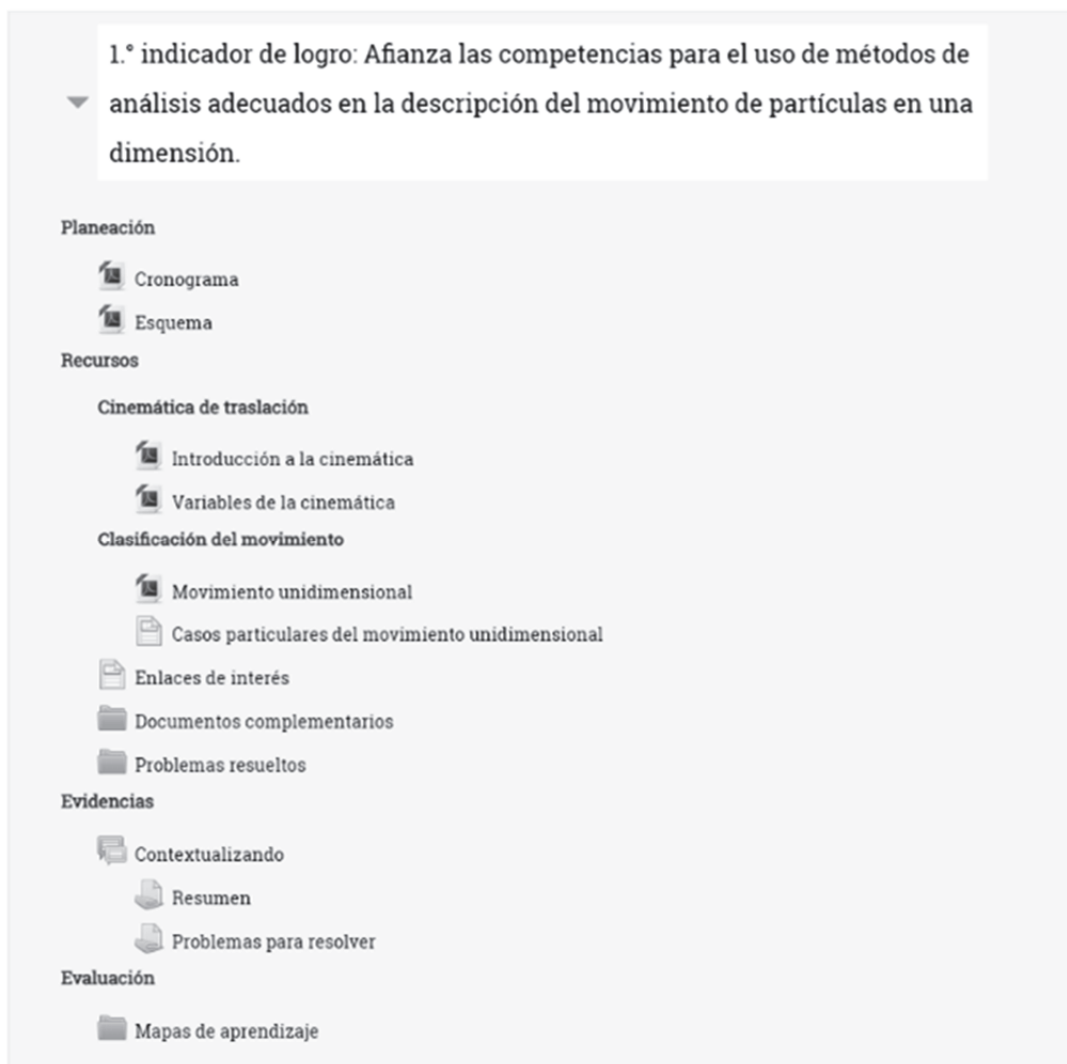 1.° indicador de logro: Afianza las competencias para el uso de métodos de
análisis adecuados en la descripción del movimiento de partículas en una
dimensión.
Planeación
Cronograma
Esquema
Recursos
Cinemática de traslación
Introducción a la cinemática
Variables de la cinemática
Clasificación del movimiento
Movimiento unidimensional
Casos particulares del movimiento unidimensional
Enlaces de interés
Documentos complementarios
Problemas resueltos
Evidencias
Contextualizando
Resumen
Problemas para resolver
Evaluación
Mapas de aprendizaje